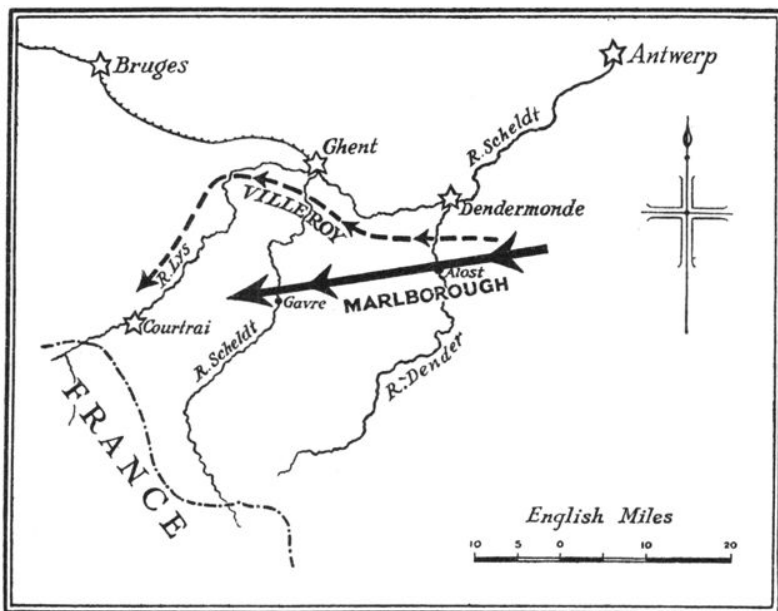 Bruges
Antwerp
R. Scheldt
Ghent
VILLEROY
Dendermonde
R. Lys
Alost
MARLBOROUGH
Gavre
Courtrai
R. Scheldt
R. Dender
FRANCE
English Miles
10 5 0 10 20